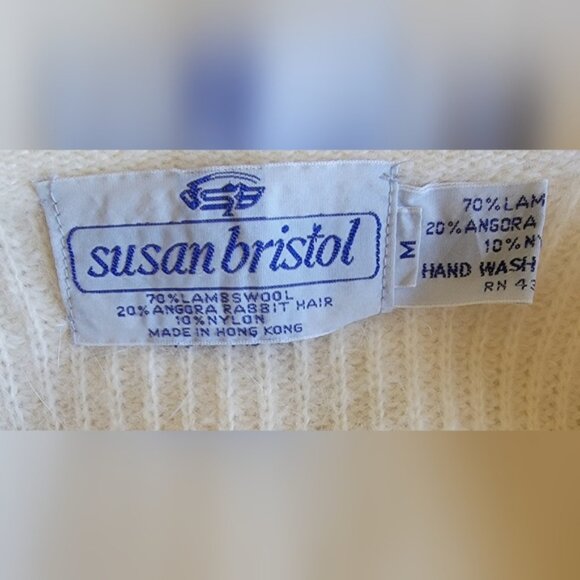 susan bristol
70% LAMBSWOOL
20% ANGORA RABBIT HAIR
10% NYLON
MADE IN HONG KONG
M
70% LAM
20% ANGORA
10% N
HAND WASH
RN 43